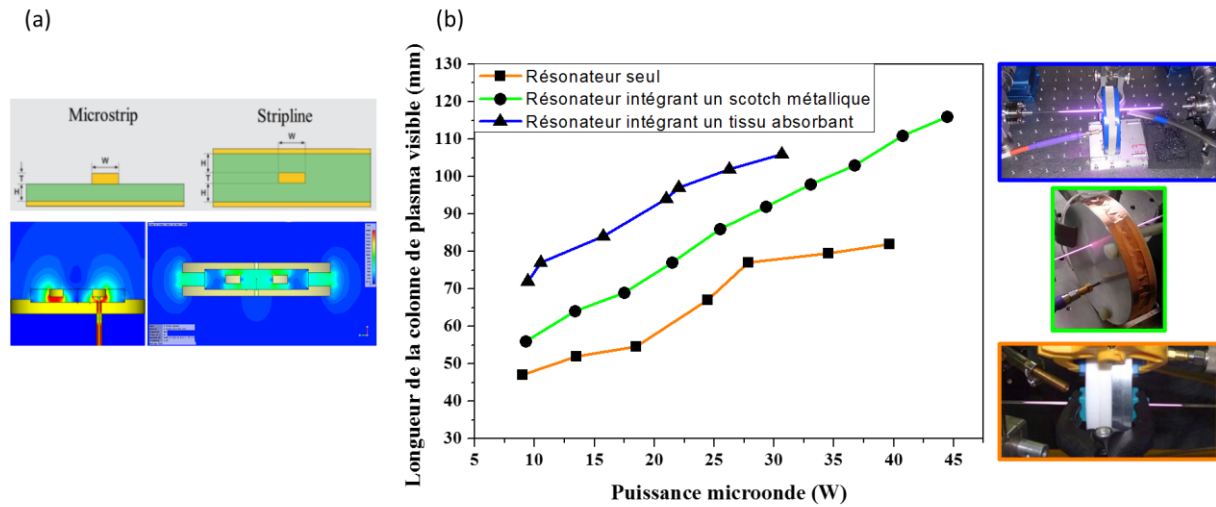 (a)
(b)
Microstrip
Stripline
W
W
T
H
H
T
H
Longueur de la colonne de plasma visible (mm)
130
120
110
100
90
80
70
60
50
40
30
Résonateur seul
Résonateur intégrant un scotch métallique
Résonateur intégrant un tissu absorbant
5
10
15
20
25
30
35
40
45
Puissance microonde (W)